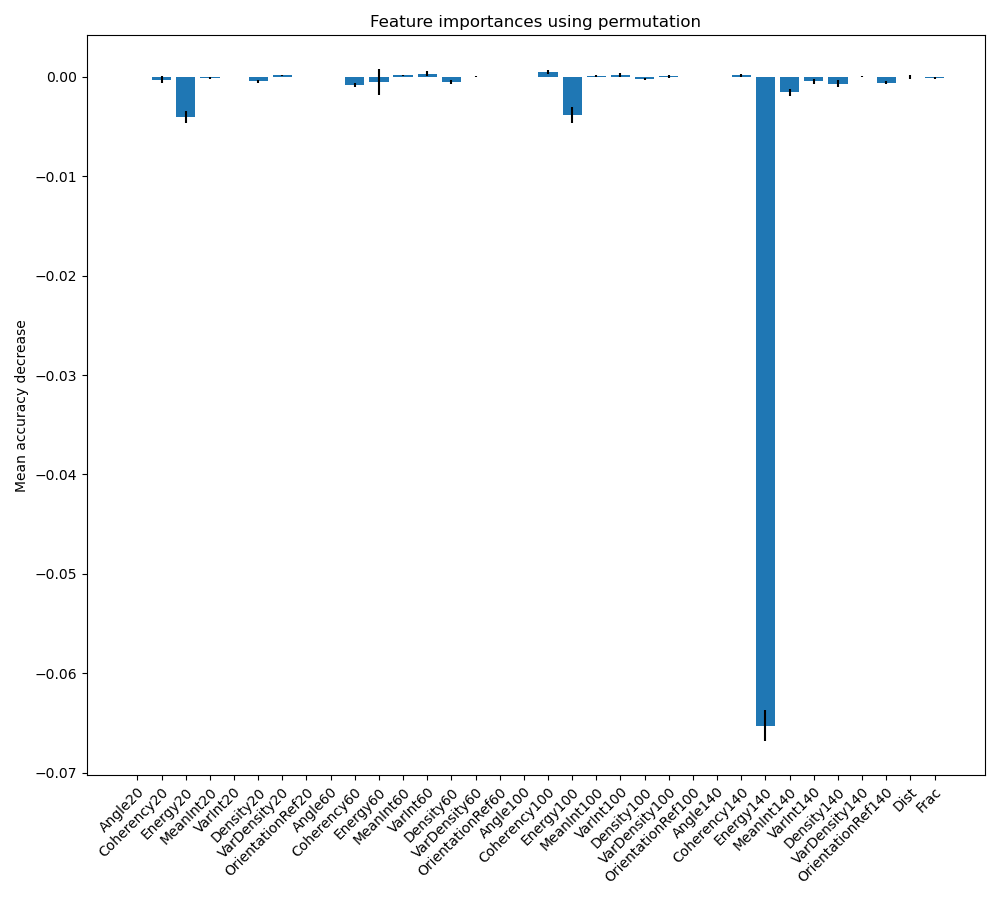 Feature importances using permutation
Mean accuracy decrease
0.00
−0.01
−0.02
−0.03
−0.04
−0.05
−0.06
−0.07
Angle20
Coherency20
Energy20
MeanInt20
VarInt20
Density20
VarDensity20
OrientationRef20
Angle60
Coherency60
Energy60
MeanInt60
VarInt60
Density60
VarDensity60
OrientationRef60
Angle100
Coherency100
Energy100
MeanInt100
VarInt100
Density100
VarDensity100
OrientationRef100
Angle140
Coherency140
Energy140
MeanInt140
VarInt140
Density140
VarDensity140
OrientationRef140
Dist
Frac